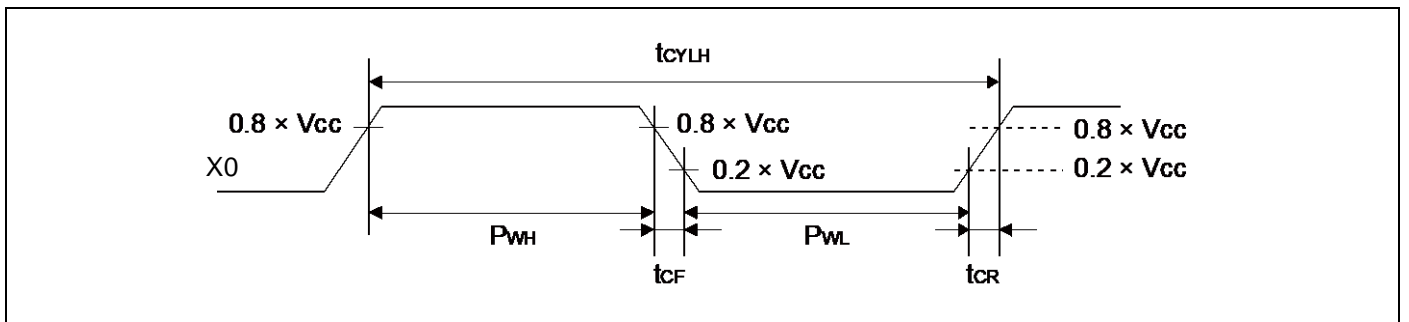 tCYLH
0.8 × Vcc
0.8 × Vcc
0.8 × Vcc
X0
0.2 × Vcc
0.2 × Vcc
PWH
PWL
tCF
tCR